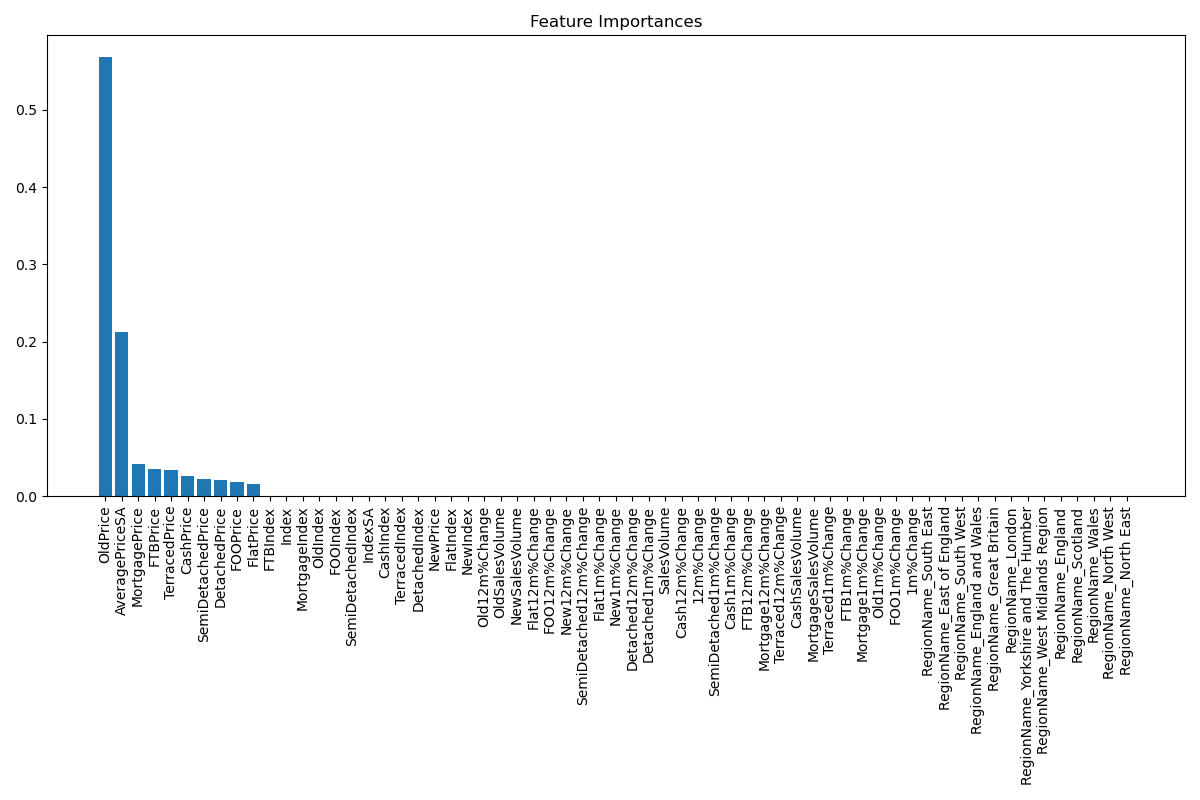 Feature Importances
0.5
0.4
0.3
0.2
0.1
0.0
OldPrice
AveragePriceSA
MortgagePrice
FTBPrice
TerracedPrice
CashPrice
SemiDetachedPrice
DetachedPrice
FOOPrice
FlatPrice
FTBIndex
Index
MortgageIndex
OldIndex
FOOIndex
SemiDetachedIndex
IndexSA
CashIndex
TerracedIndex
DetachedIndex
NewPrice
FlatIndex
NewIndex
Old12m%Change
OldSalesVolume
NewSalesVolume
Flat12m%Change
FOO12m%Change
New12m%Change
SemiDetached12m%Change
Flat1m%Change
New1m%Change
Detached12m%Change
Detached1m%Change
SalesVolume
Cash12m%Change
12m%Change
SemiDetached1m%Change
Cash1m%Change
FTB12m%Change
Mortgage12m%Change
Terraced12m%Change
CashSalesVolume
MortgageSalesVolume
Terraced1m%Change
FTB1m%Change
Mortgage1m%Change
Old1m%Change
FOO1m%Change
1m%Change
RegionName_South East
RegionName_East of England
RegionName_South West
RegionName_England and Wales
RegionName_Great Britain
RegionName_London
RegionName_Yorkshire and The Humber
RegionName_West Midlands Region
RegionName_England
RegionName_Scotland
RegionName_Wales
RegionName_North West
RegionName_North East